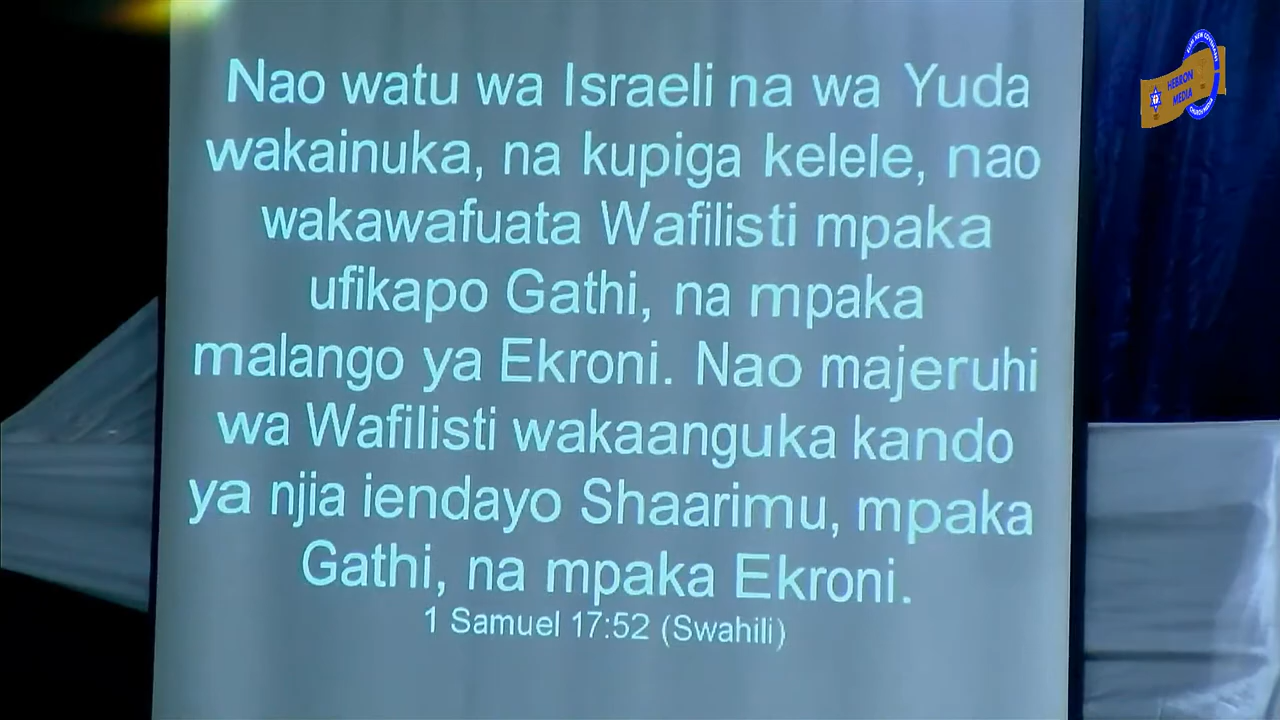 Nao watu wa Israeli na wa Yuda
wakainuka, na kupiga kelele, nao
wakawafuata Wafilisti mpaka
ufikapo Gathi, na mpaka
malango ya Ekroni. Nao majeruhi
wa Wafilisti wakaanguka kando
ya njia iendayo Shaarimu, mpaka
Gathi, na mpaka Ekroni.
1 Samuel 17:52 (Swahili)
HEBRON
MEDIA